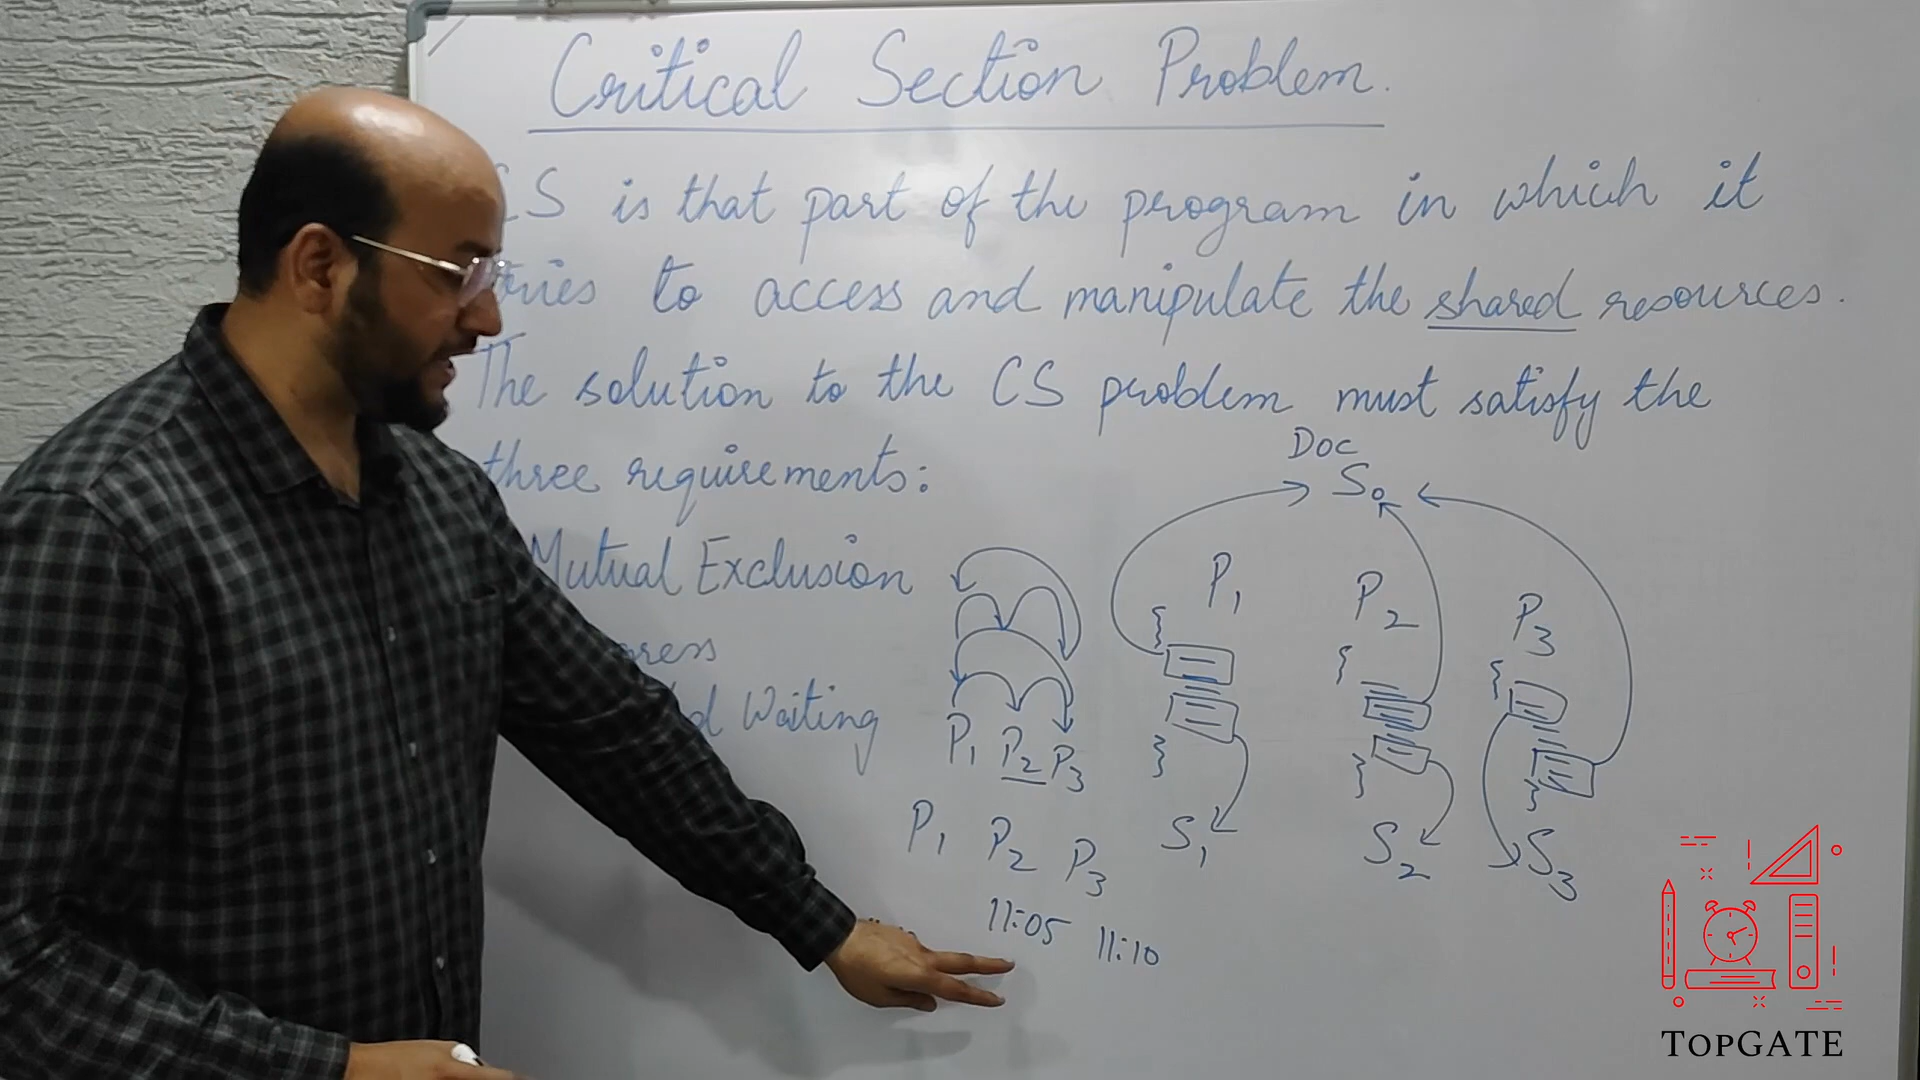 Critical Section Problem.
CS is that part of the program in which it
tries to access and manipulate the shared resources.
The solution to the CS problem must satisfy the
three requirements:
Doc
S0
Mutual Exclusion
P1
P2
P3
Waiting
P1 P2 P3
P1 P2 P3
S1
S2
S3
11:05 11:10
TOPGATE